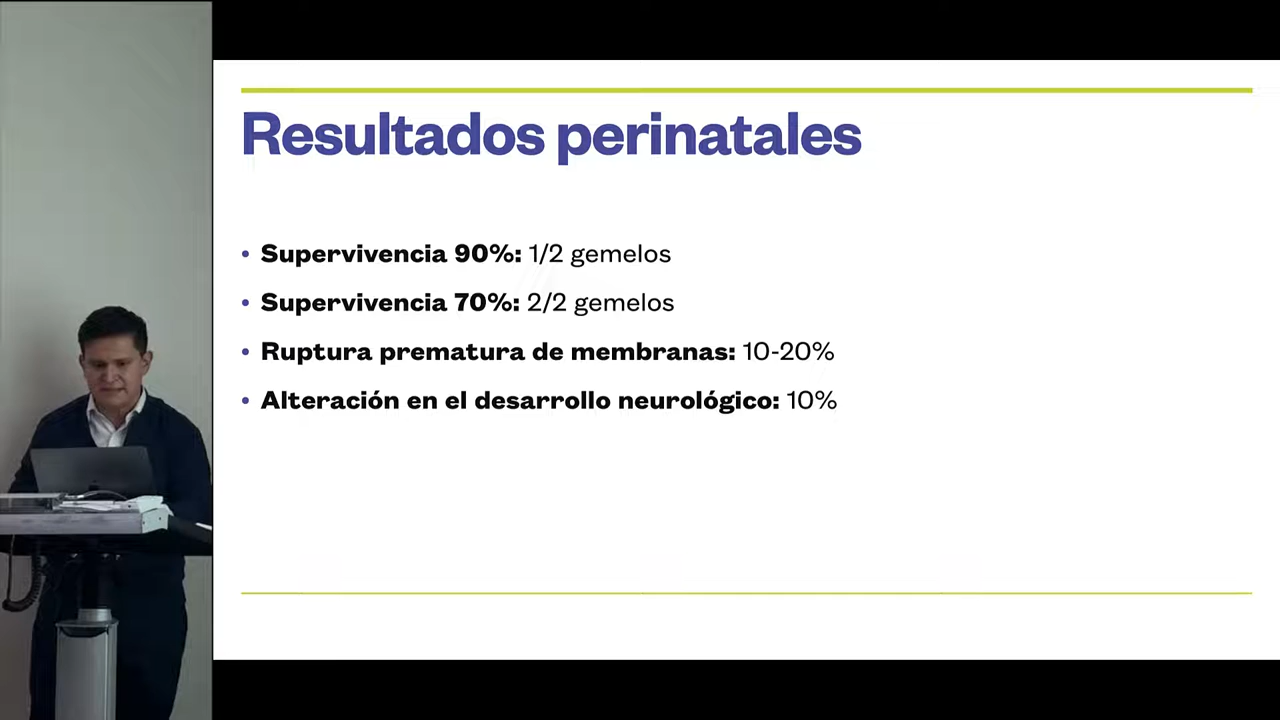 Resultados perinatales
• Supervivencia 90%: 1/2 gemelos
• Supervivencia 70%: 2/2 gemelos
• Ruptura prematura de membranas: 10-20%
• Alteración en el desarrollo neurológico: 10%